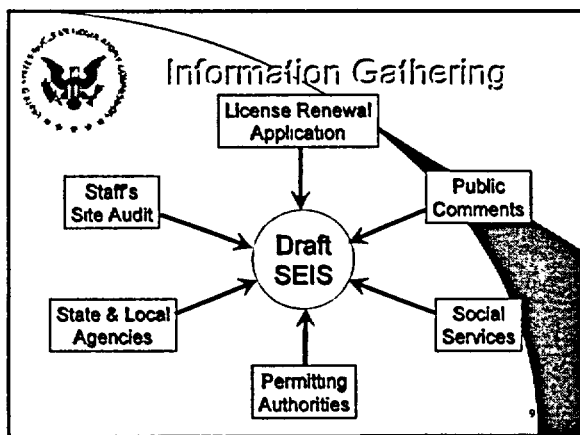 Information Gathering
License Renewal
Application
Staff's
Site Audit
Public
Comments
Draft
SEIS
State & Local
Agencies
Social
Services
Permitting
Authorities
9